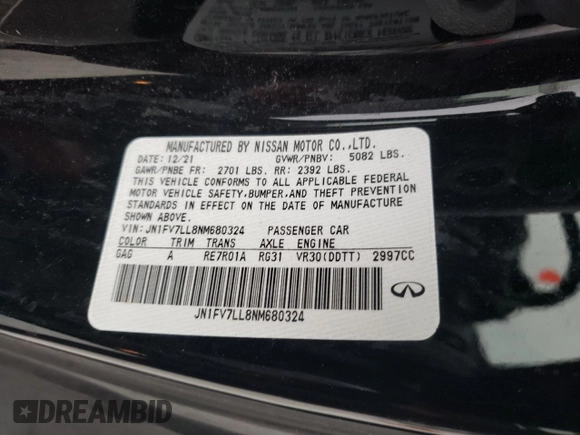 MANUFACTURED BY NISSAN MOTOR CO.,LTD.
DATE: 12/21 GVWR/PNBV: 5082 LBS.
GAWR/PNBE FR: 2701 LBS. RR: 2392 LBS.
THIS VEHICLE CONFORMS TO ALL APPLICABLE FEDERAL
MOTOR VEHICLE SAFETY,BUMPER, AND THEFT PREVENTION
STANDARDS IN EFFECT ON THE DATE OF MANUFACTURE
SHOWN ABOVE.
VIN:JN1FV7LL8NM680324 PASSENGER CAR
COLOR TRIM TRANS AXLE ENGINE
GAG A RE7R01A RG31 VR30(DDTT) 2997CC
JN1FV7LL8NM680324
DREAMBID